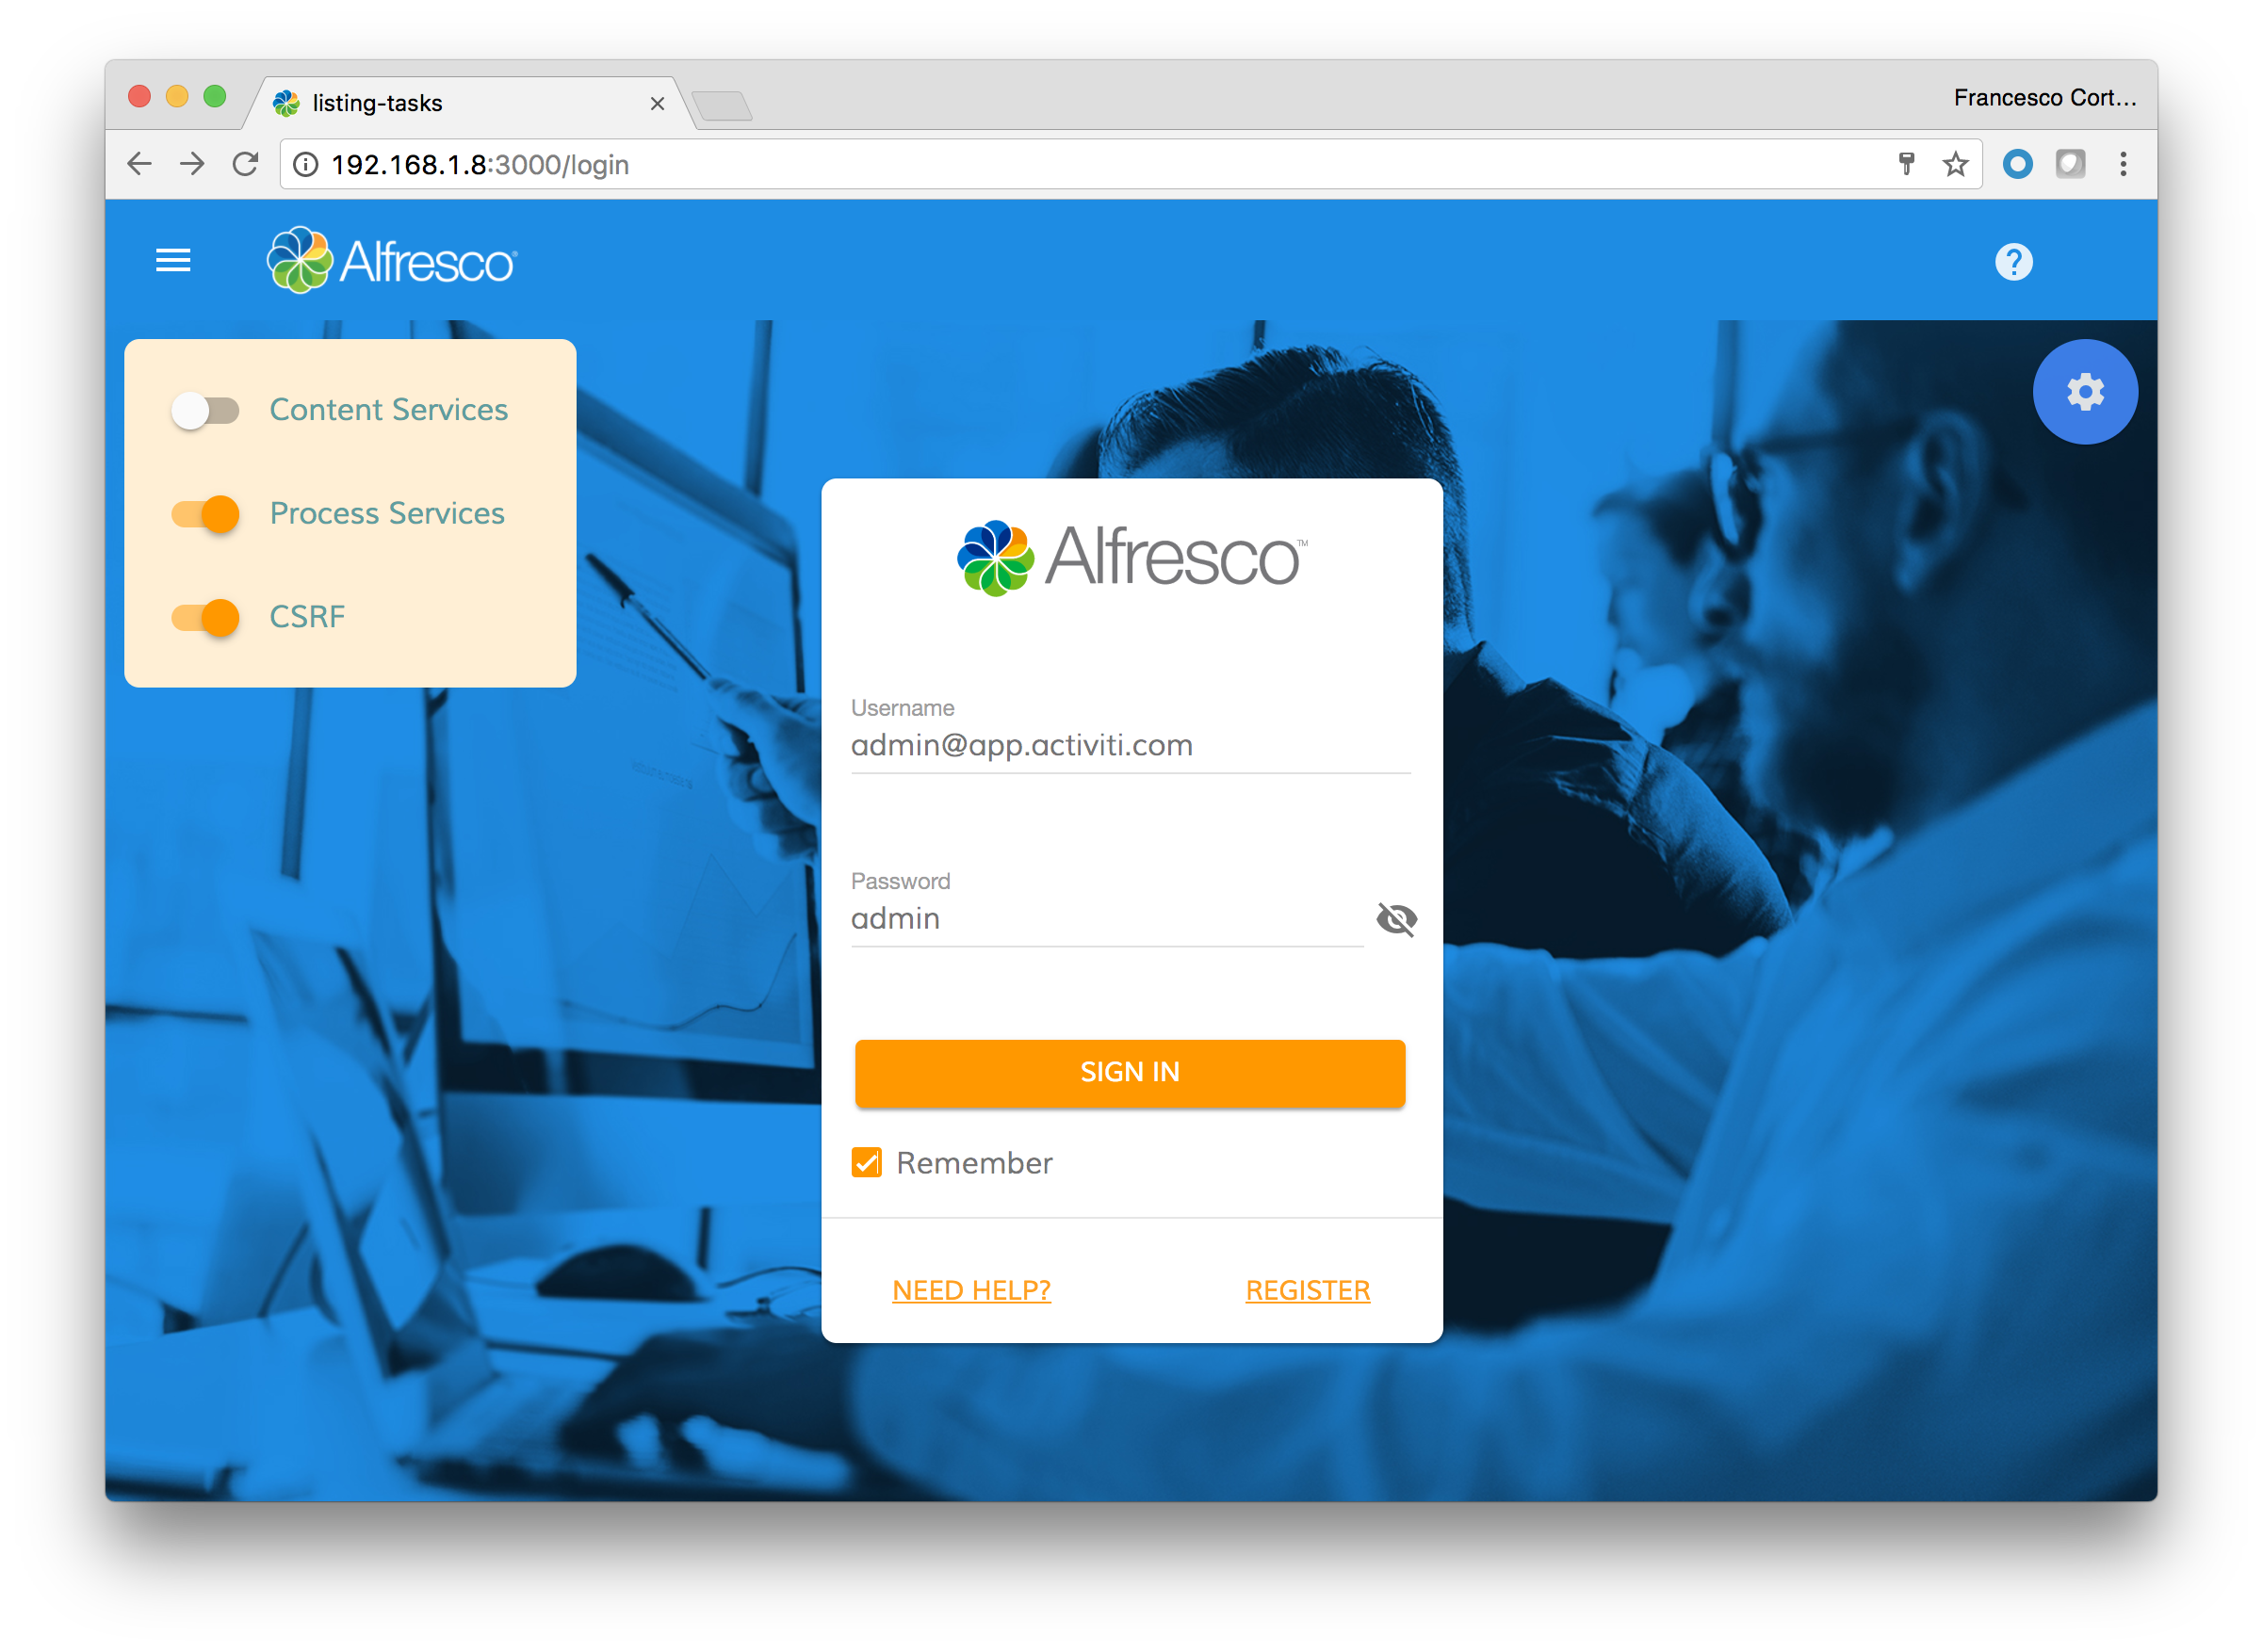 listing-tasks
Francesco Cort...
192.168.1.8:3000/login
Alfresco
Content Services
Process Services
CSRF
Alfresco™
Username
admin@app.activiti.com
Password
admin
SIGN IN
Remember
NEED HELP?
REGISTER